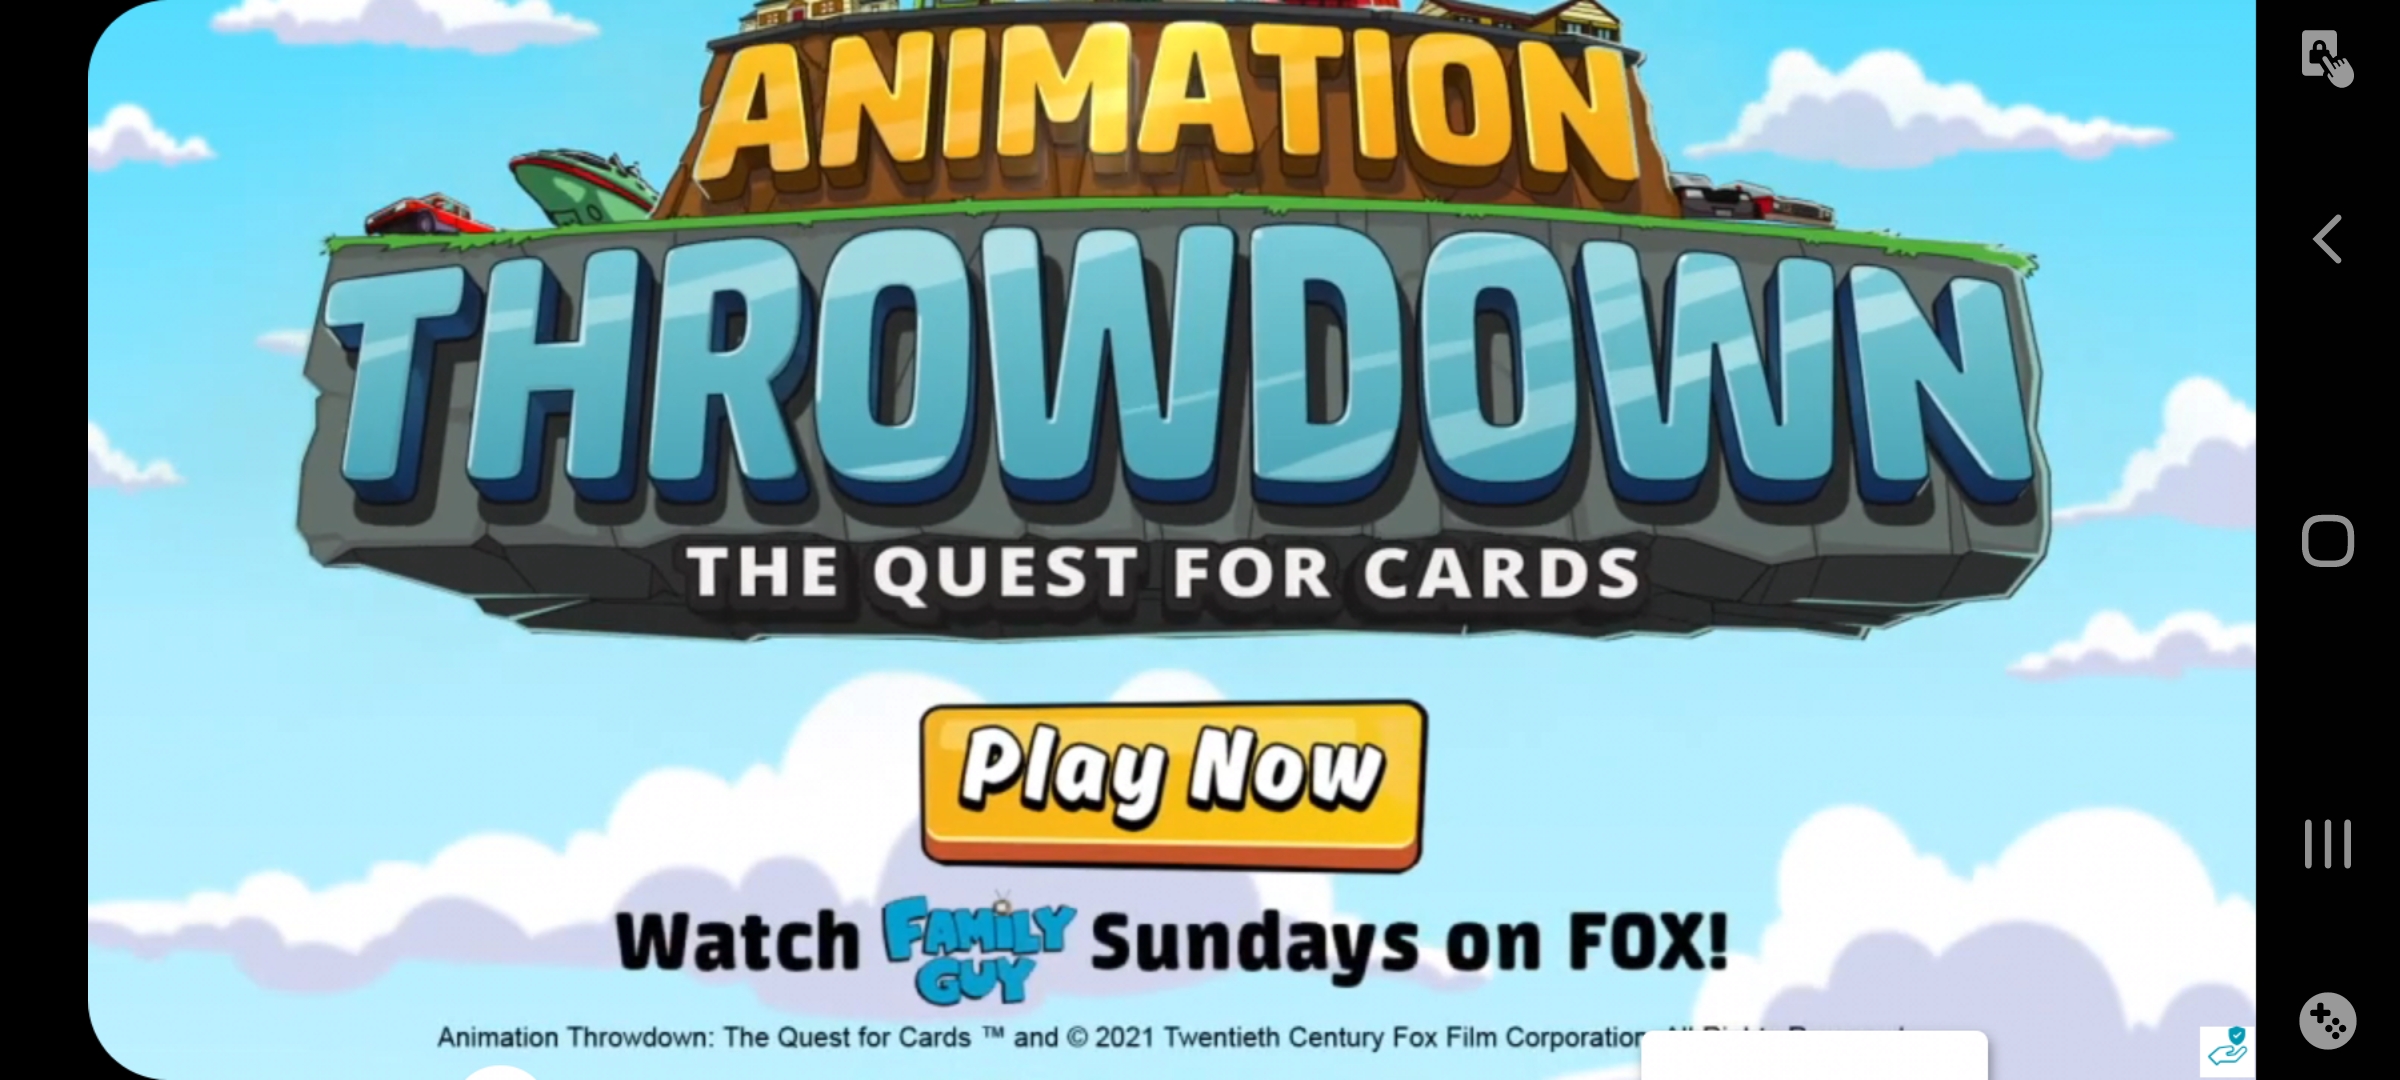 ANIMATION
THROWDOWN
THE QUEST FOR CARDS
Play Now
Watch FAMILY GUY Sundays on FOX!
Animation Throwdown: The Quest for Cards ™ and © 2021 Twentieth Century Fox Film Corporation